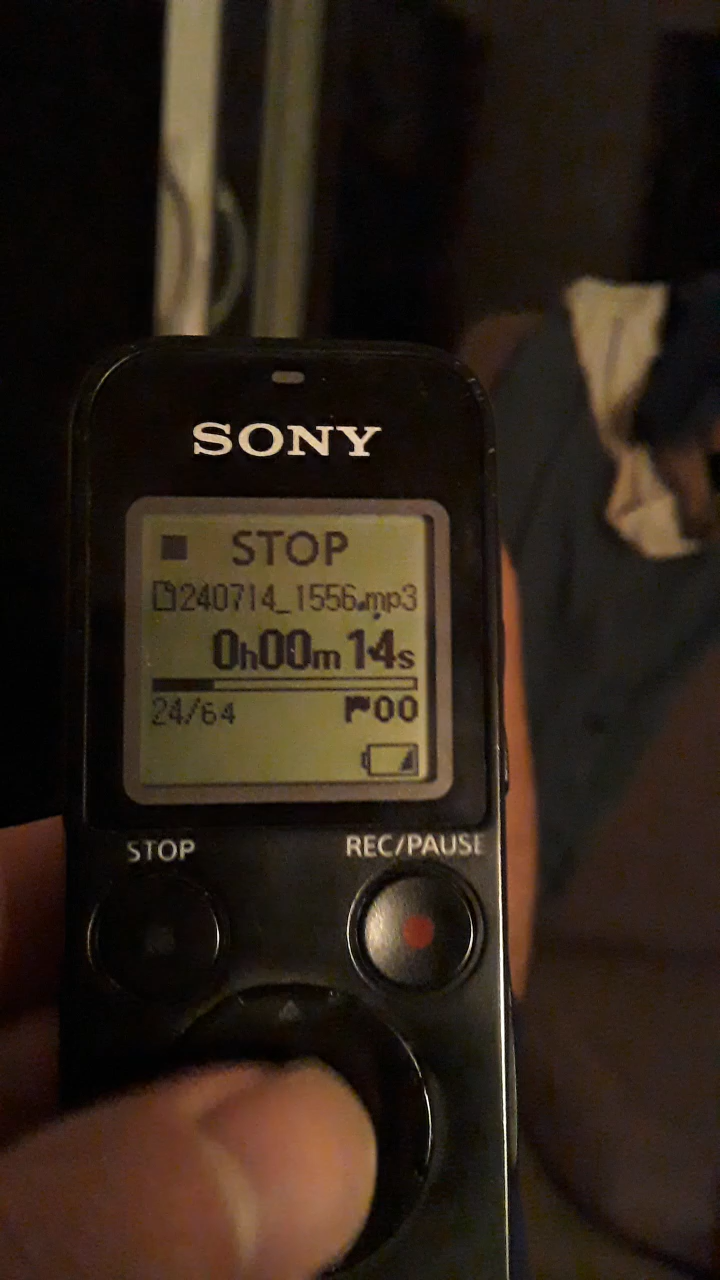 SONY
STOP
240714_1556.mp3
0h00m14s
24/64 00
STOP REC/PAUSE